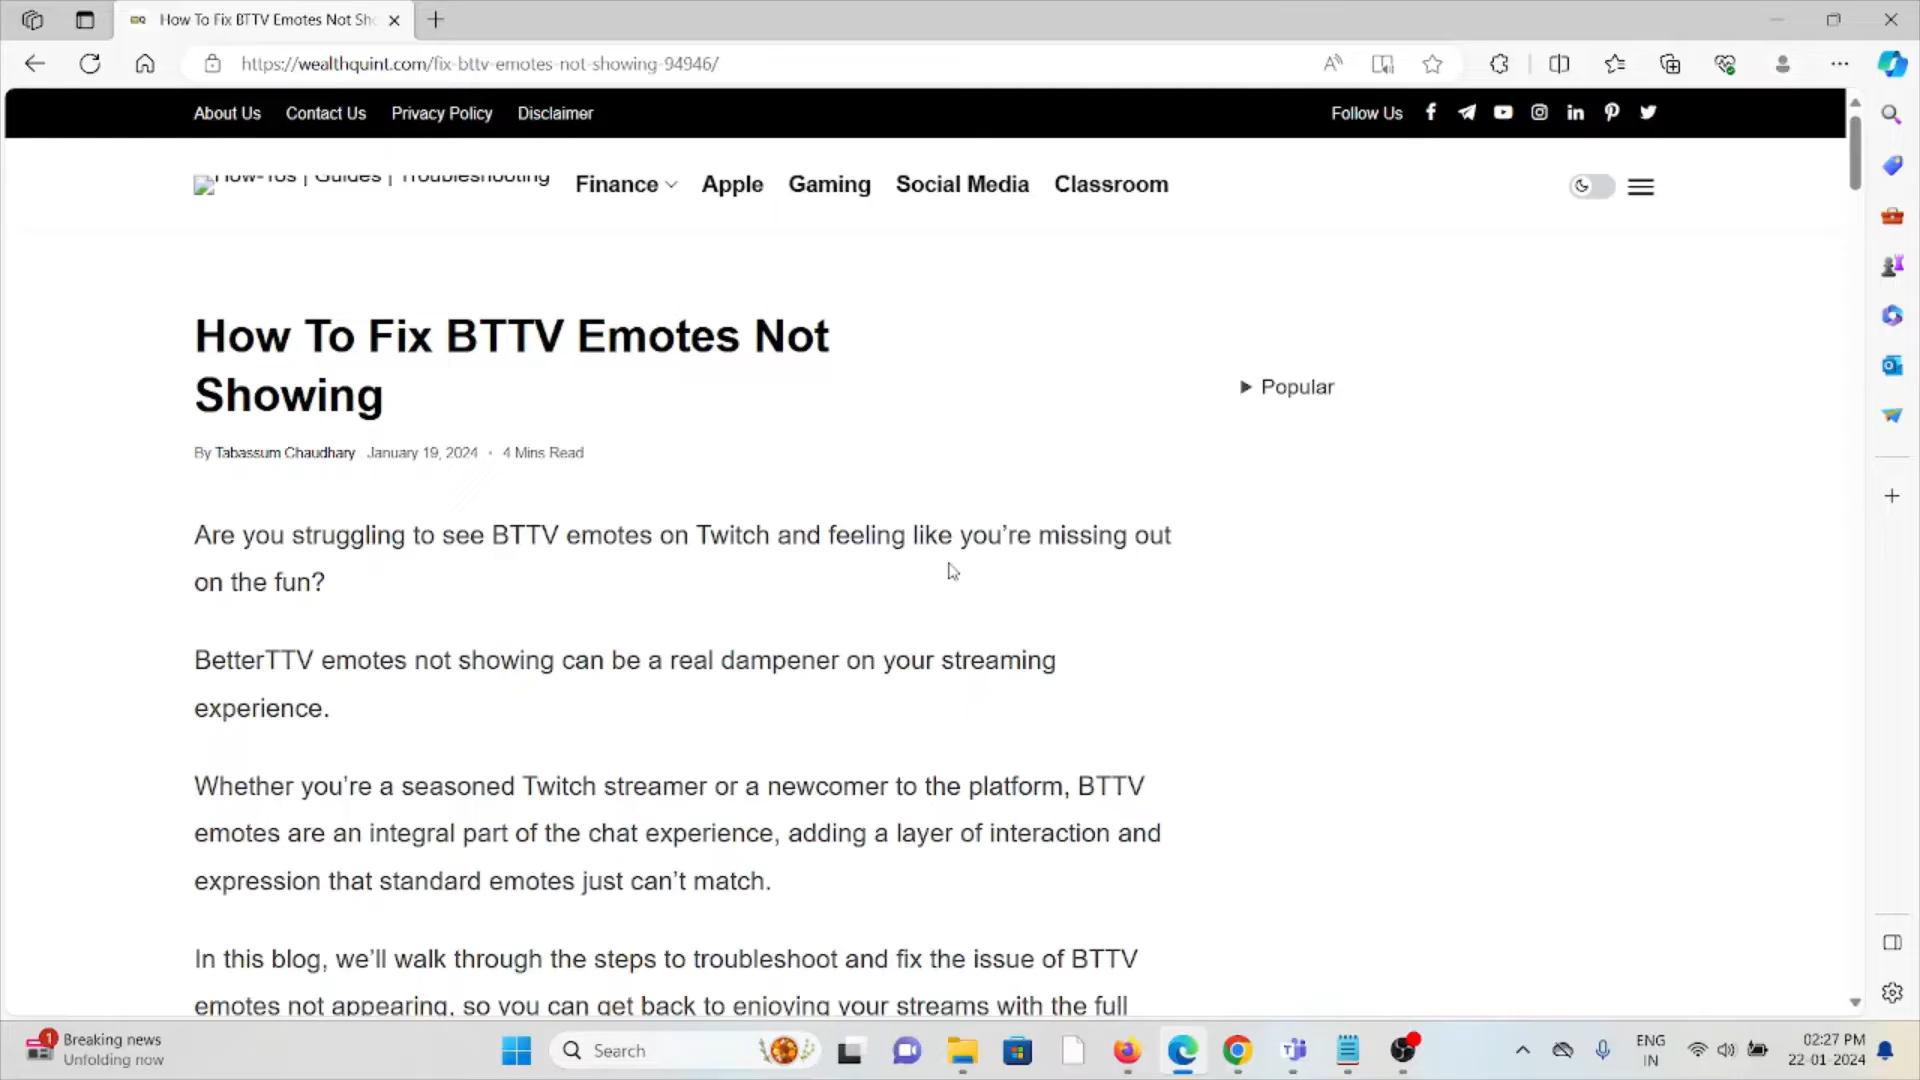 How To Fix BTTV Emotes Not Sh
https://wealthquint.com/fix-bttv-emotes-not-showing-94946/
About Us Contact Us Privacy Policy Disclaimer Follow Us
How-Tos | Guides | Troubleshooting Finance Apple Gaming Social Media Classroom
How To Fix BTTV Emotes Not
Showing
Popular
By Tabassum Chaudhary January 19, 2024 • 4 Mins Read
Are you struggling to see BTTV emotes on Twitch and feeling like you're missing out
on the fun?
BetterTTV emotes not showing can be a real dampener on your streaming
experience.
Whether you're a seasoned Twitch streamer or a newcomer to the platform, BTTV
emotes are an integral part of the chat experience, adding a layer of interaction and
expression that standard emotes just can't match.
In this blog, we'll walk through the steps to troubleshoot and fix the issue of BTTV
emotes not appearing, so you can get back to enjoying your streams with the full
1 Breaking news
Unfolding now
Search
ENG
IN
02:27 PM
22-01-2024